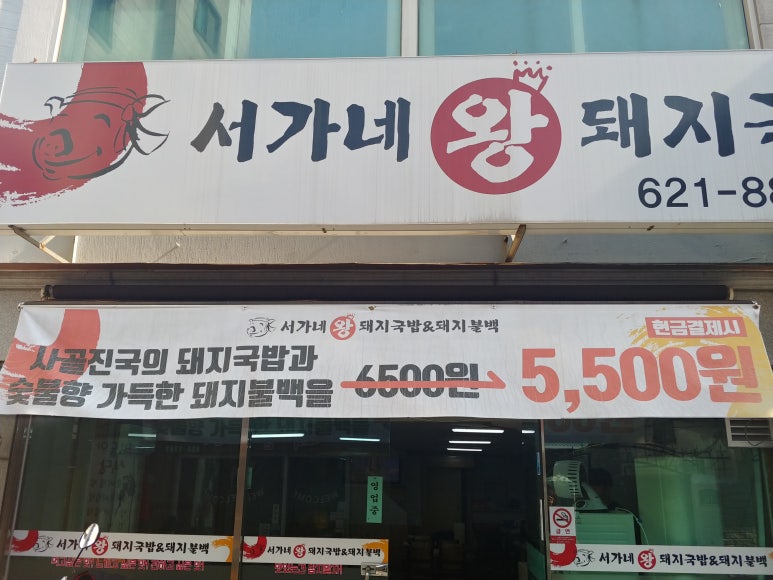 서가네 왕 돼지국
621-88
서가네 왕 돼지국밥&돼지불백
현금결제시
사골진국의 돼지국밥과
숯불향 가득한 돼지불백을
6500원
5,500원
영업중
금연
서가네 왕 돼지국밥&돼지불백
서가네 왕 돼지국밥&돼지불백
서가네 왕 돼지국밥&돼지불백